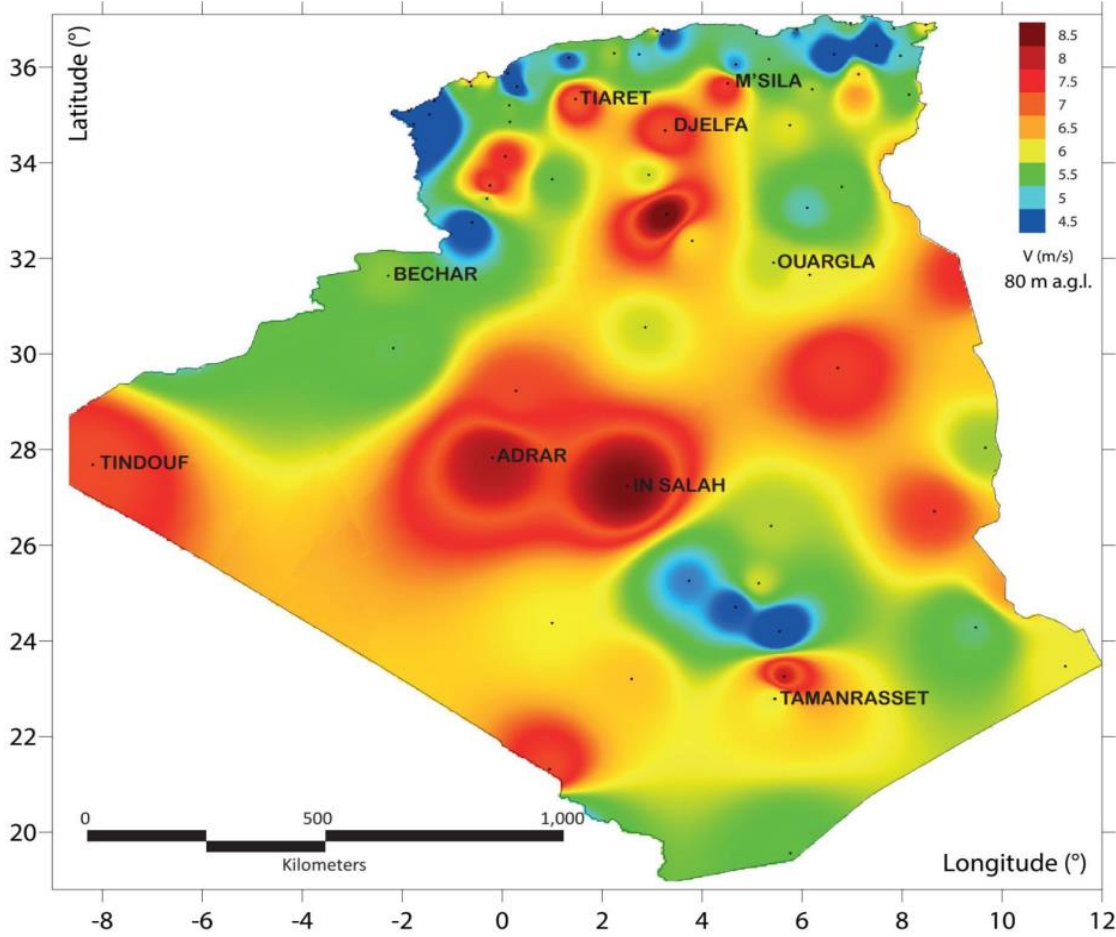 Latitude (°)
36
34
32
30
28
26
24
22
20
8.5
8
7.5
7
6.5
6
5.5
5
4.5
V (m/s)
80 m a.g.l.
M'SILA
TIARET
DJELFA
OUARGLA
BECHAR
ADRAR
TINDOUF
IN SALAH
TAMANRASSET
0 500 1,000
Kilometers
Longitude (°)
-8 -6 -4 -2 0 2 4 6 8 10 12